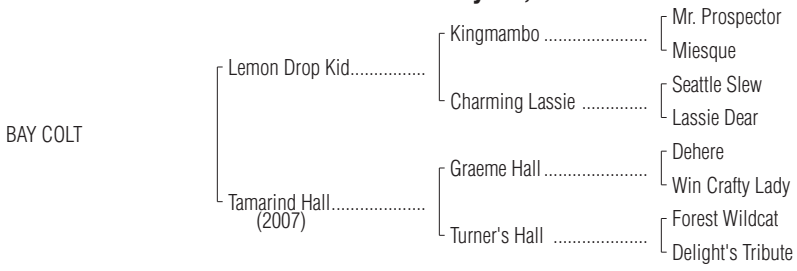 Kingmambo ......................
Mr. Prospector
Miesque
Lemon Drop Kid................
Charming Lassie ..............
Seattle Slew
Lassie Dear
BAY COLT
Graeme Hall......................
Dehere
Win Crafty Lady
Tamarind Hall....................
(2007)
Turner's Hall ....................
Forest Wildcat
Delight's Tribute